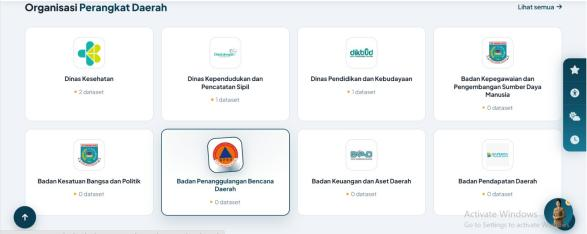 Organisasi Perangkat Daerah
Lihat semua →
Dinas Kesehatan
• 2 dataset
Dinas Kependudukan dan
Pencatatan Sipil
• 1 dataset
dikbud
Dinas Pendidikan dan Kebudayaan
• 1 dataset
Badan Kepegawaian dan
Pengembangan Sumber Daya
Manusia
• 0 dataset
Badan Kesatuan Bangsa dan Politik
• 0 dataset
Badan Penanggulangan Bencana
Daerah
• 0 dataset
Badan Keuangan dan Aset Daerah
• 0 dataset
Badan Pendapatan Daerah
• 0 dataset
Activate Windows
Go to Settings to activate